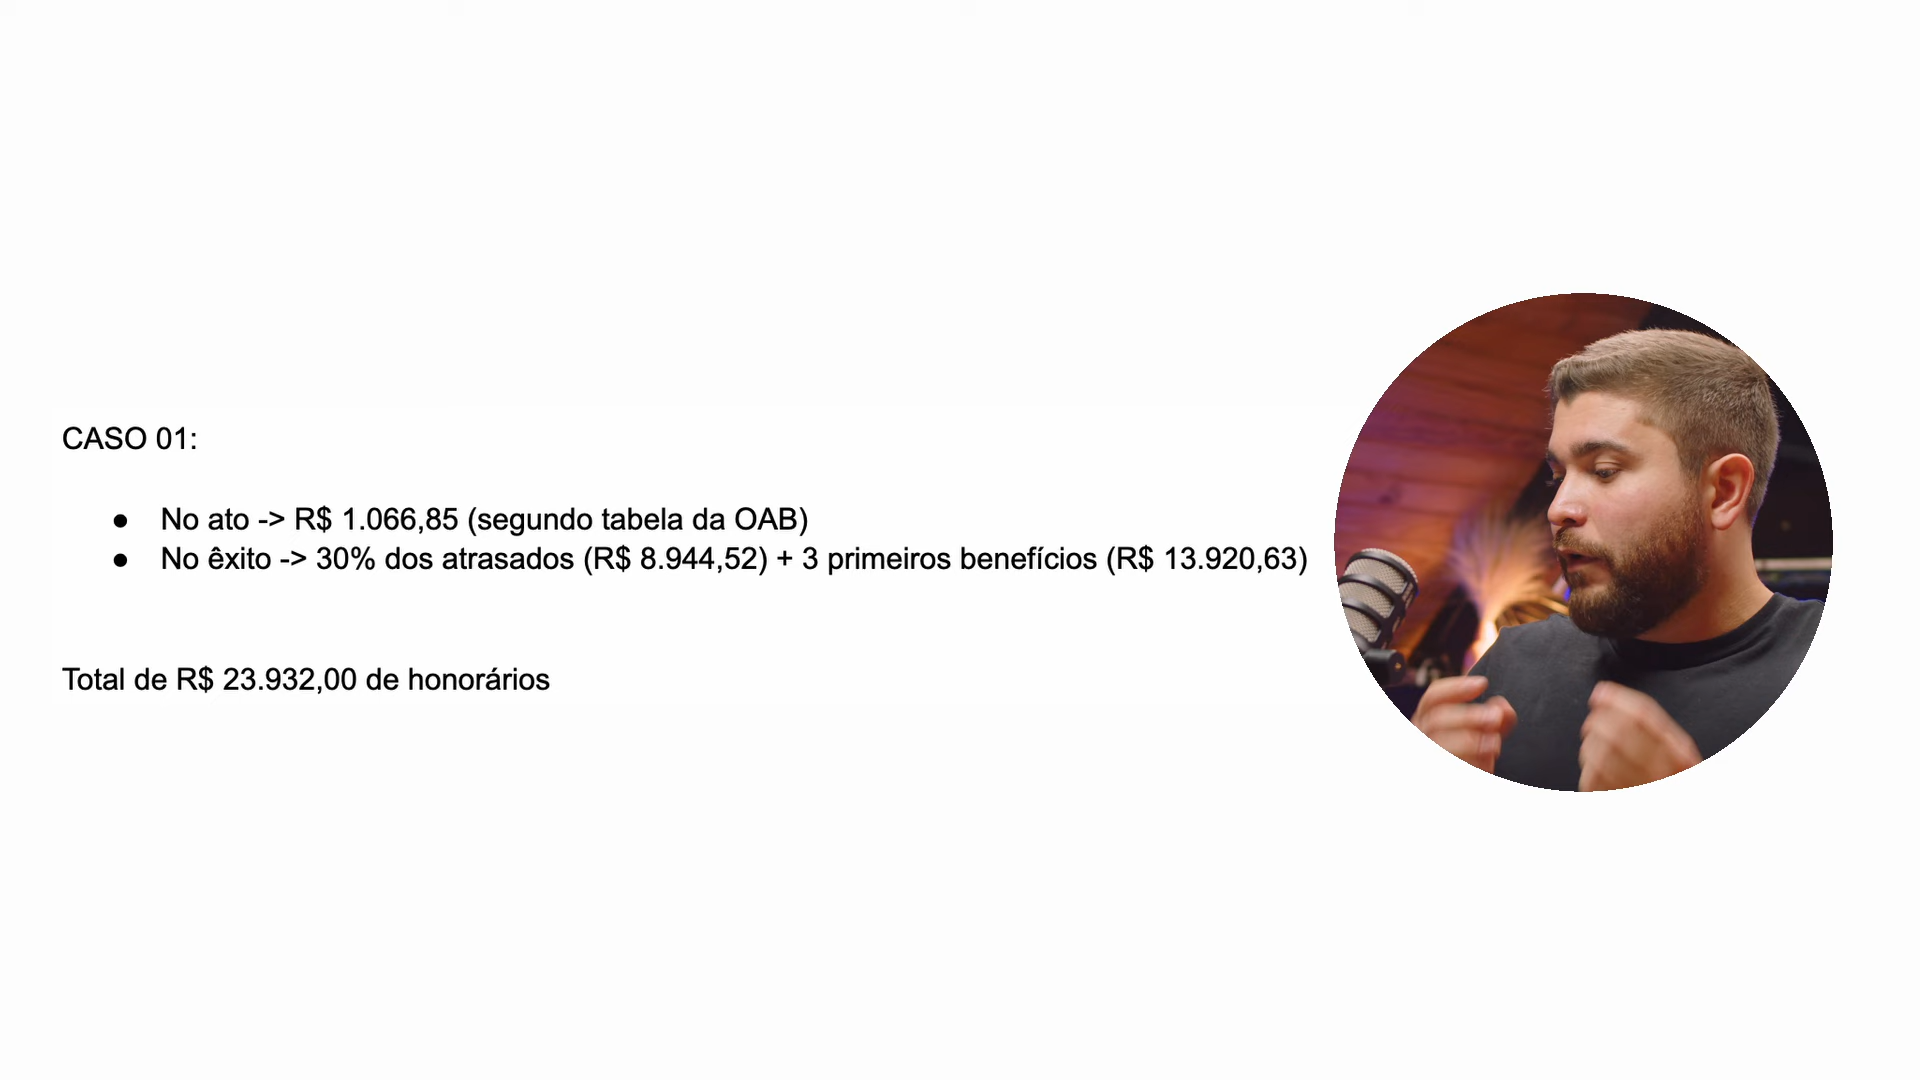 CASO 01:
● No ato -> R$ 1.066,85 (segundo tabela da OAB)
● No êxito -> 30% dos atrasados (R$ 8.944,52) + 3 primeiros benefícios (R$ 13.920,63)
Total de R$ 23.932,00 de honorários